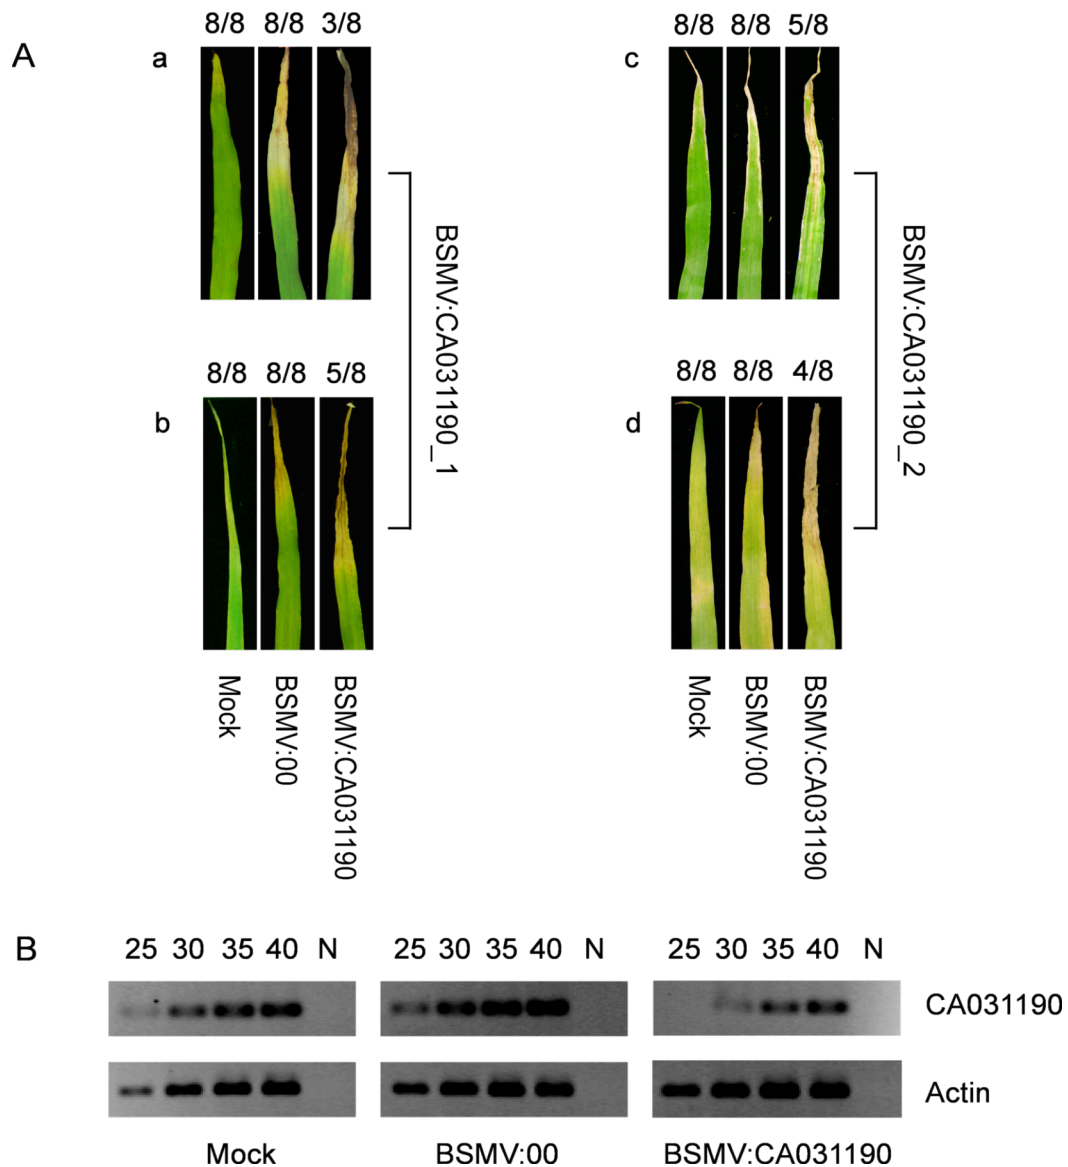 A
a
8/8 8/8 3/8
BSMV:CA031190_1
b
8/8 8/8 5/8
Mock
BSMV:00
BSMV:CA031190
c
8/8 8/8 5/8
BSMV:CA031190_2
d
8/8 8/8 4/8
Mock
BSMV:00
BSMV:CA031190
B
25 30 35 40 N
25 30 35 40 N
25 30 35 40 N
CA031190
Actin
Mock
BSMV:00
BSMV:CA031190